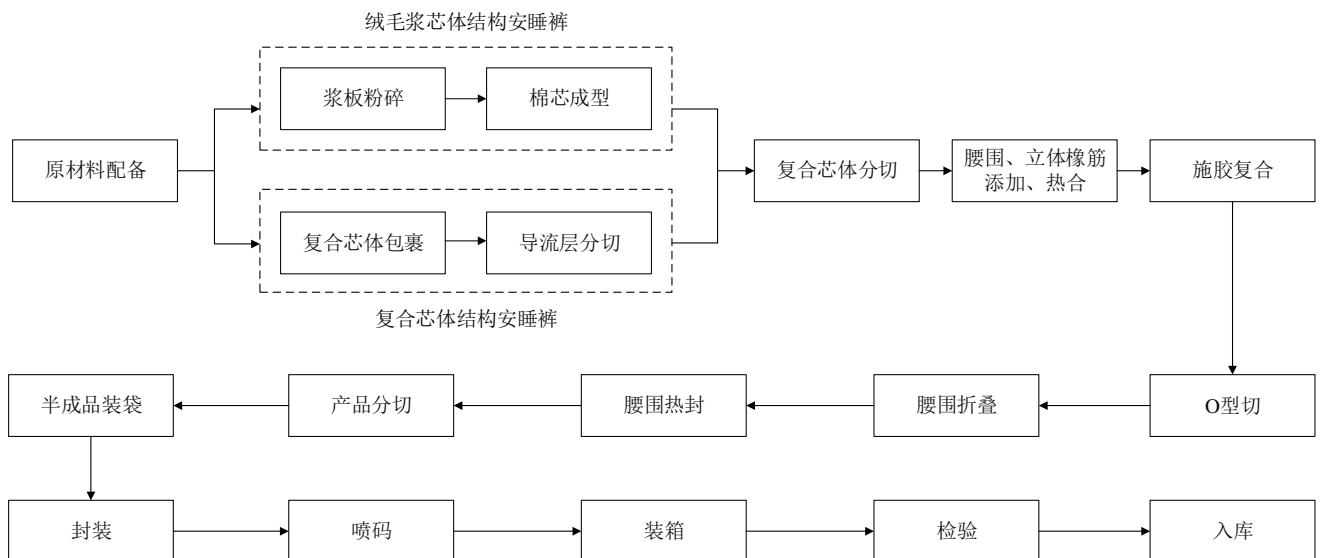 绒毛浆芯体结构安睡裤
浆板粉碎
棉芯成型
原材料配备
复合芯体分切
腰围、立体橡筋
添加、热合
施胶复合
复合芯体包裹
导流层分切
复合芯体结构安睡裤
半成品装袋
产品分切
腰围热封
腰围折叠
O型切
封装
喷码
装箱
检验
入库